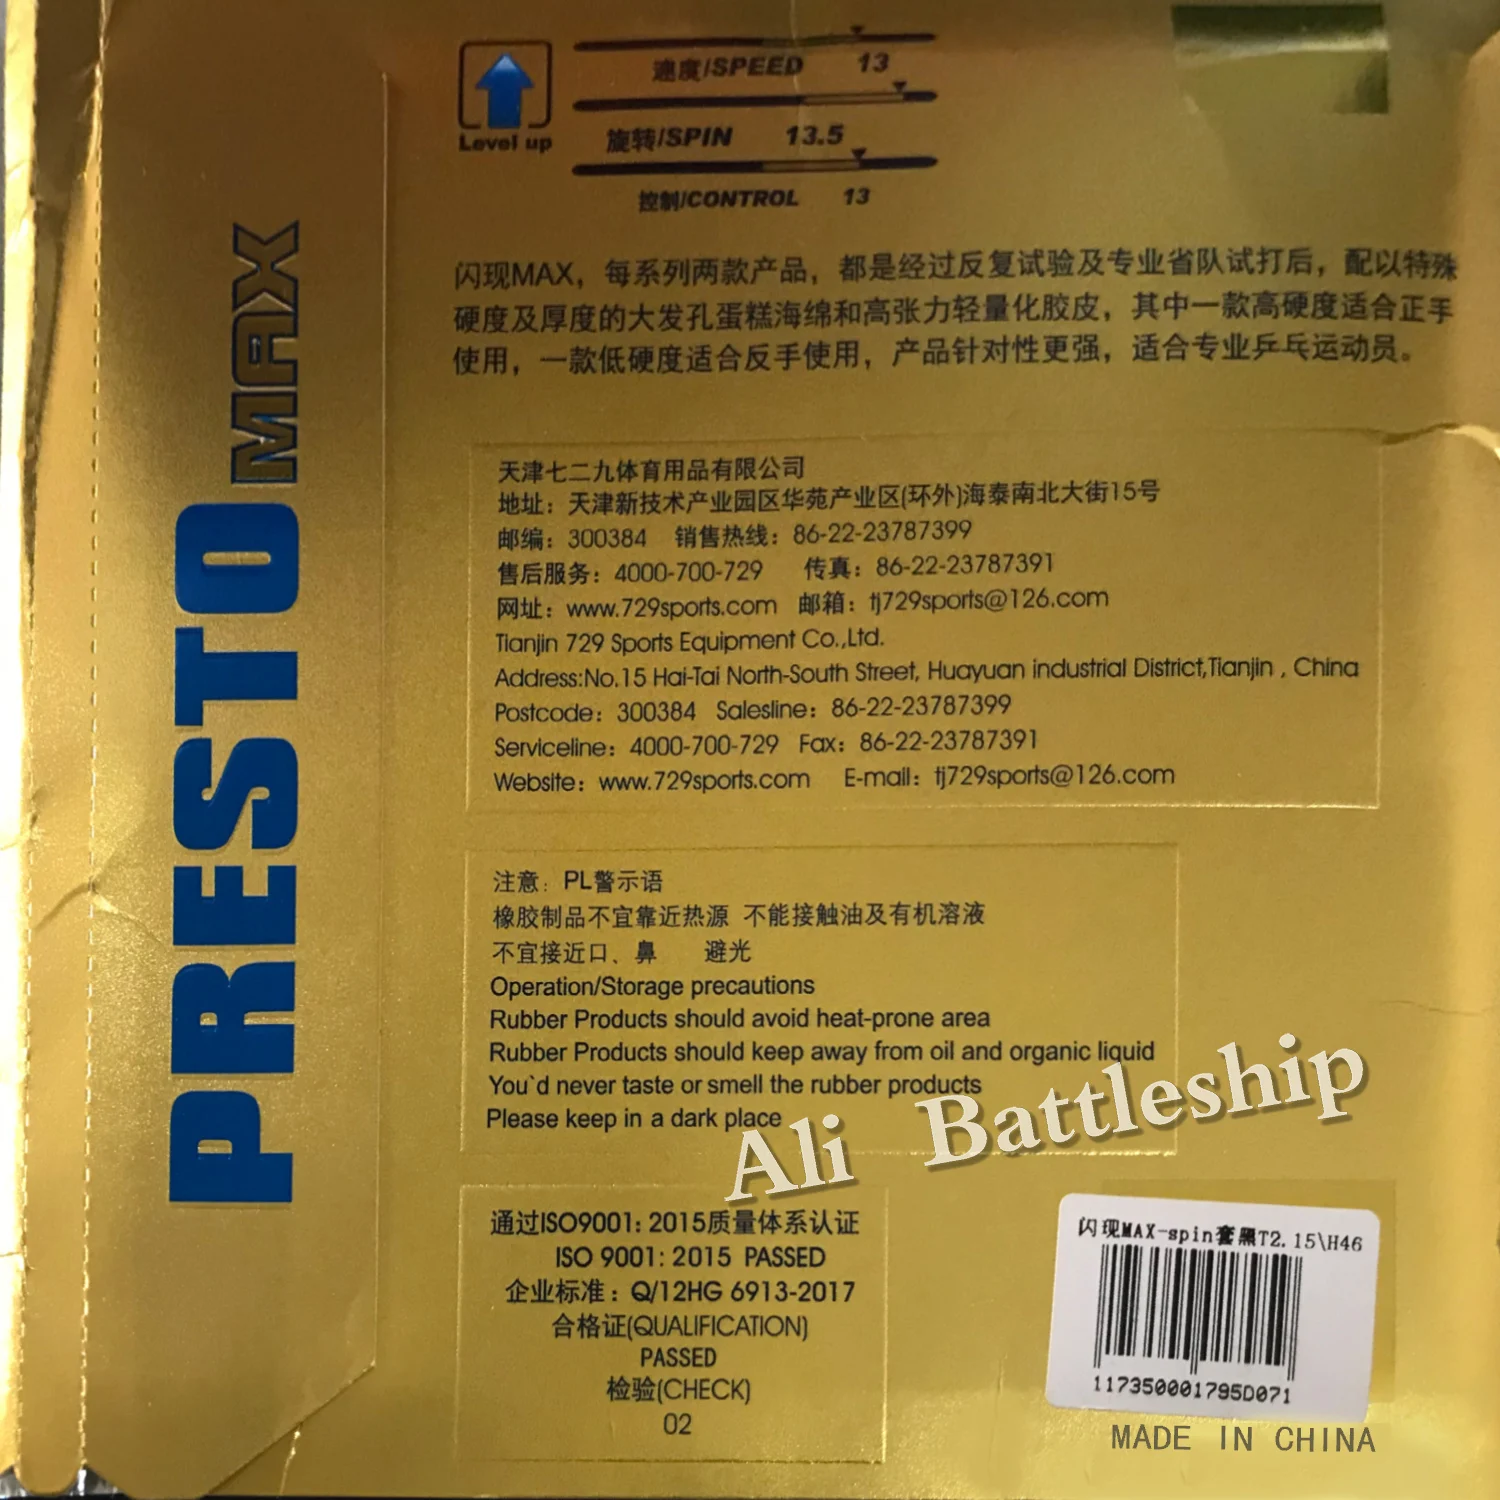 Level up
速度/SPEED 13
旋转/SPIN 13.5
控制/CONTROL 13
PRESTO MAX
闪现MAX，每系列两款产品，都是经过反复试验及专业省队试打后，配以特殊
硬度及厚度的大发孔蛋糕海绵和高张力轻量化胶皮，其中一款高硬度适合正手
使用，一款低硬度适合反手使用，产品针对性更强，适合专业乒乓运动员。
天津七二九体育用品有限公司
地址：天津新技术产业园区华苑产业区(环外)海泰南北大街15号
邮编：300384 销售热线：86-22-23787399
售后服务：4000-700-729 传真：86-22-23787391
网址：www.729sports.com 邮箱：tj729sports@126.com
Tianjin 729 Sports Equipment Co.,Ltd.
Address:No.15 Hai-Tai North-South Street, Huayuan industrial District,Tianjin , China
Postcode：300384 Salesline：86-22-23787399
Serviceline：4000-700-729 Fax：86-22-23787391
Website：www.729sports.com E-mail：tj729sports@126.com
注意：PL警示语
橡胶制品不宜靠近热源 不能接触油及有机溶液
不宜接近口、鼻 避光
Operation/Storage precautions
Rubber Products should avoid heat-prone area
Rubber Products should keep away from oil and organic liquid
You`d never taste or smell the rubber products
Please keep in a dark place
Ali Battleship
通过ISO9001: 2015质量体系认证
ISO 9001: 2015 PASSED
企业标准：Q/12HG 6913-2017
合格证(QUALIFICATION)
PASSED
检验(CHECK)
02
闪现MAX-spin套黑T2.15\H46
117350001795D071
MADE IN CHINA